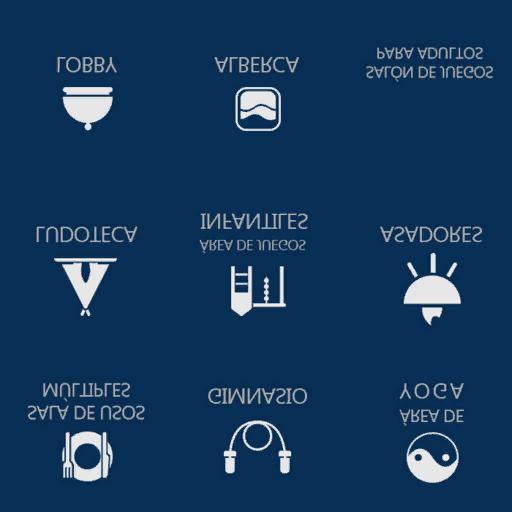 SALA DE USOS
MÚLTIPLES
GIMNASIO
ÁREA DE
YOGA
LUDOTECA
ÁREA DE JUEGOS
INFANTILES
ASADORES
LOBBY
ALBERCA
SALÓN DE JUEGOS
PARA ADULTOS